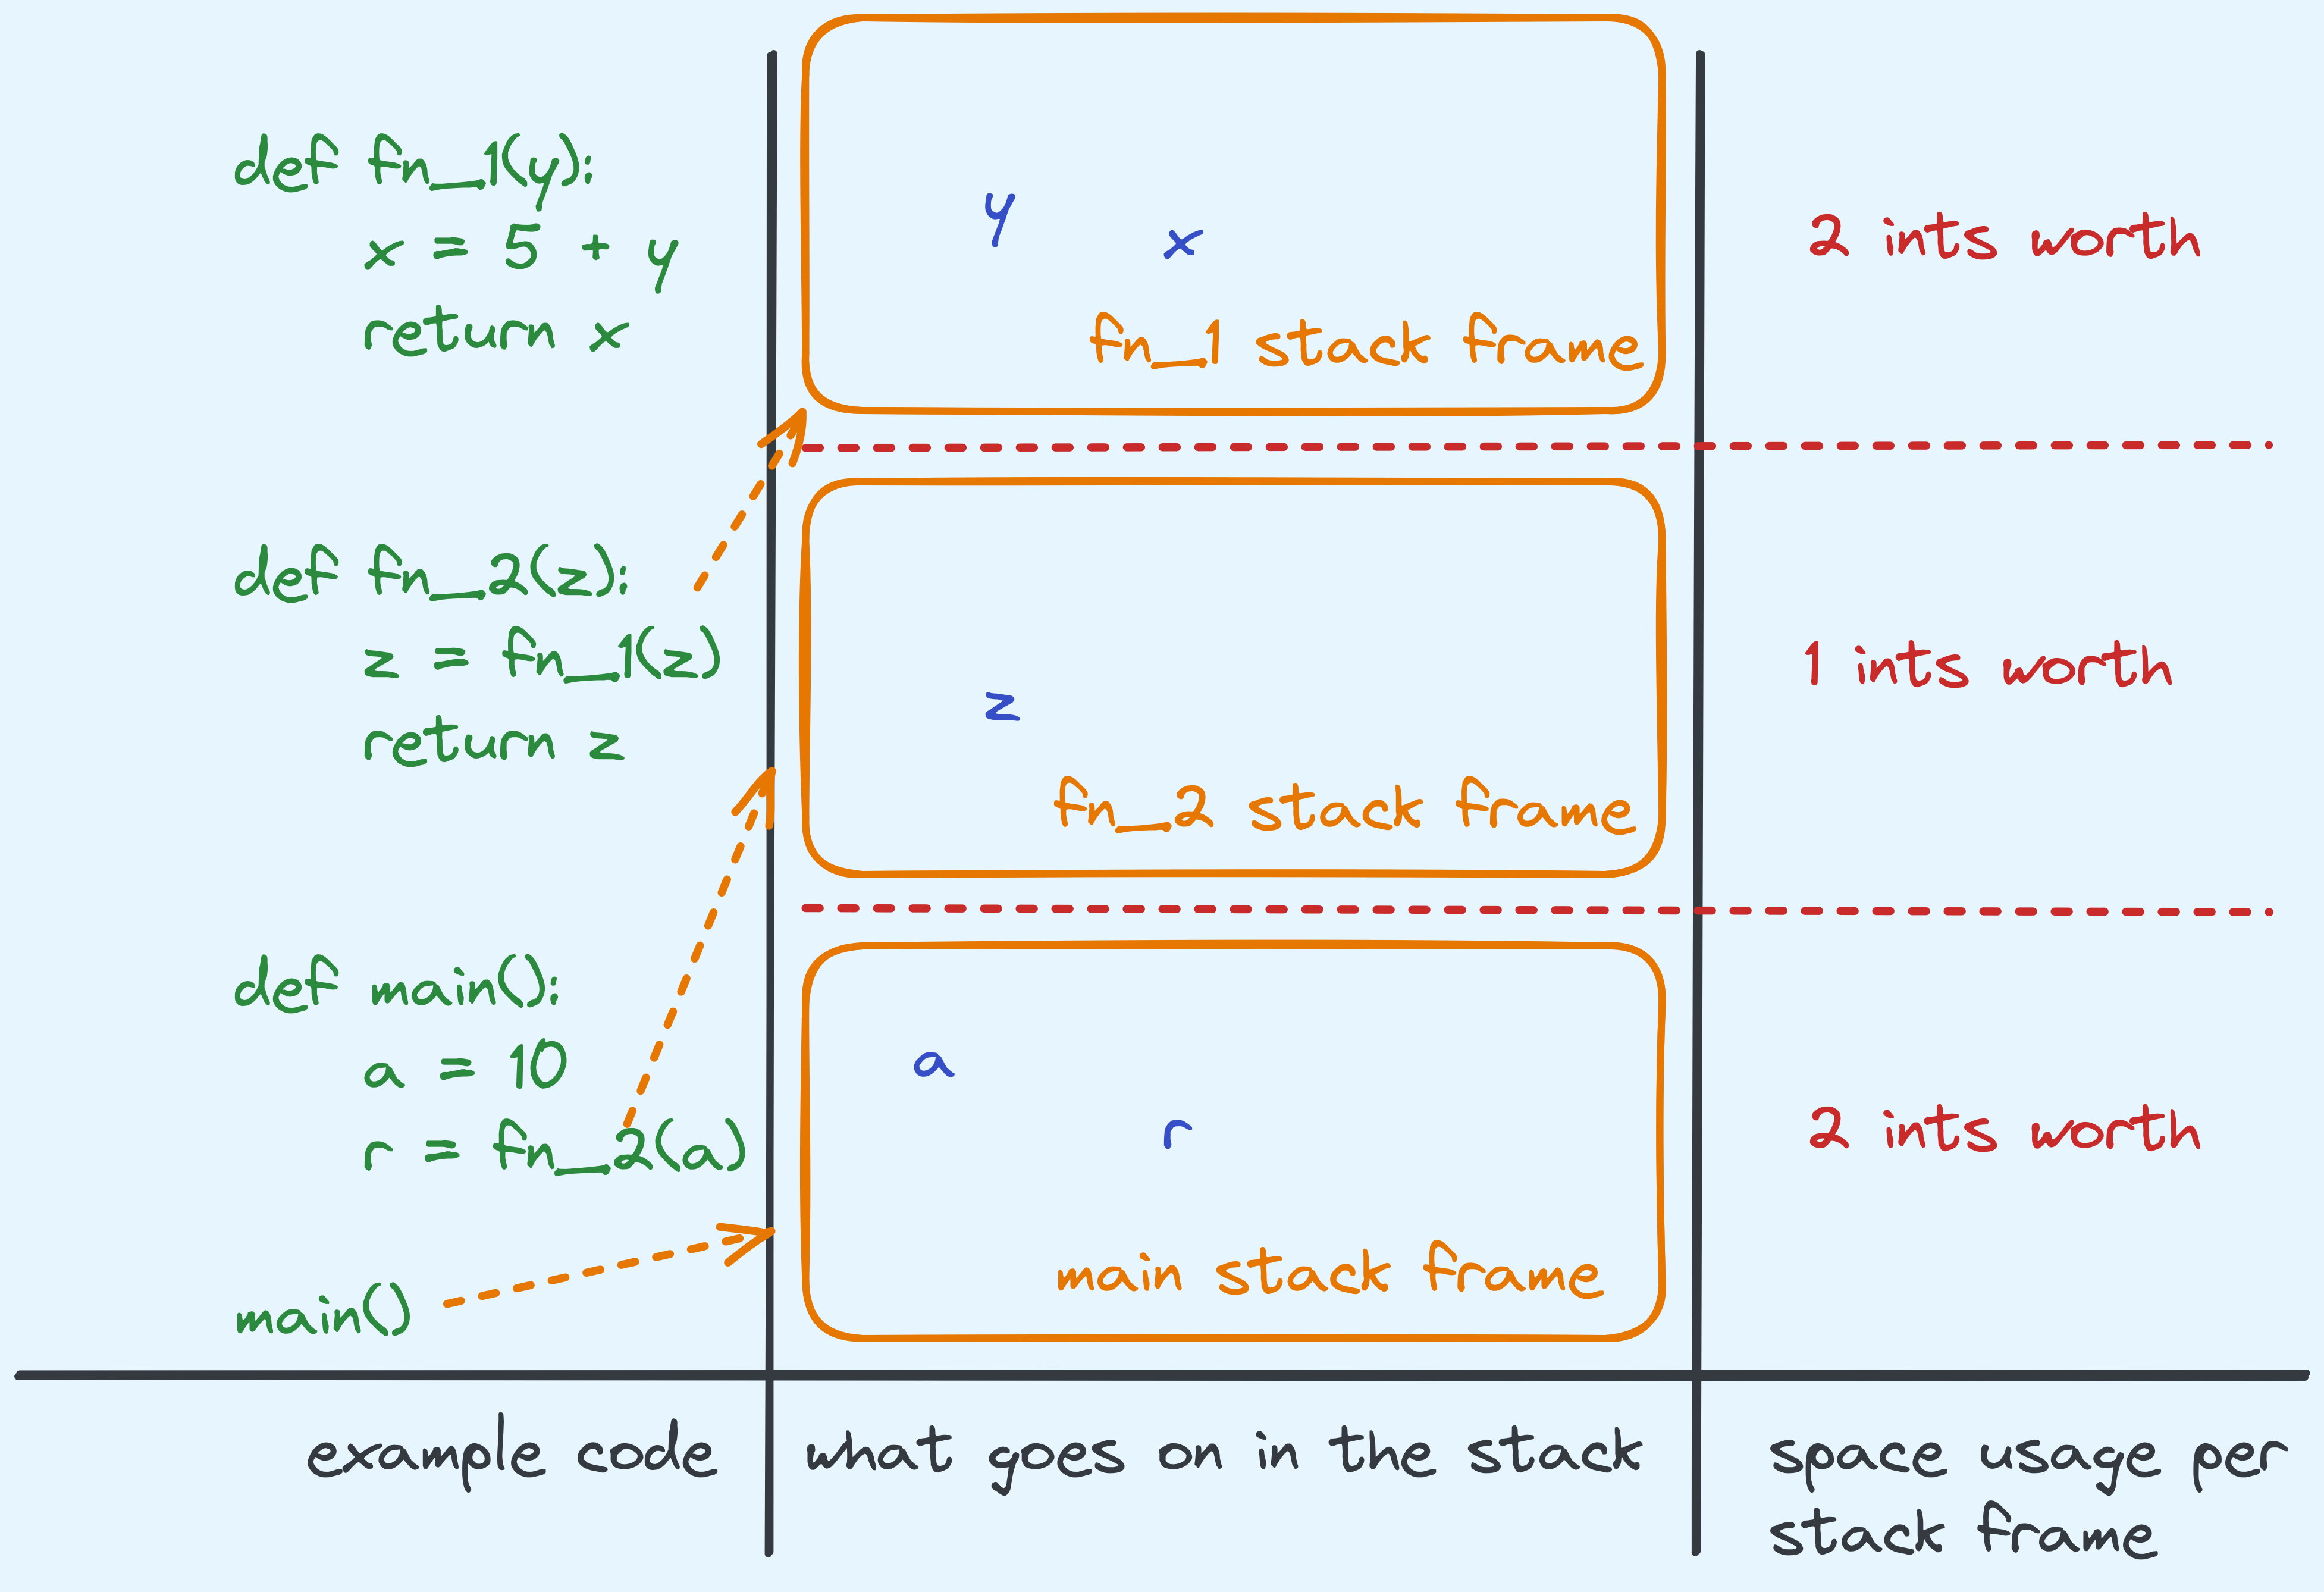 def fn_1(y):
x = 5 + y
return x
y
x
fn_1 stack frame
2 ints worth
def fn_2(z):
z = fn_1(z)
return z
z
fn_2 stack frame
1 ints worth
def main():
a = 10
r = fn_2(a)
main()
a
r
main stack frame
2 ints worth
example code
what goes on in the stack
space usage per
stack frame